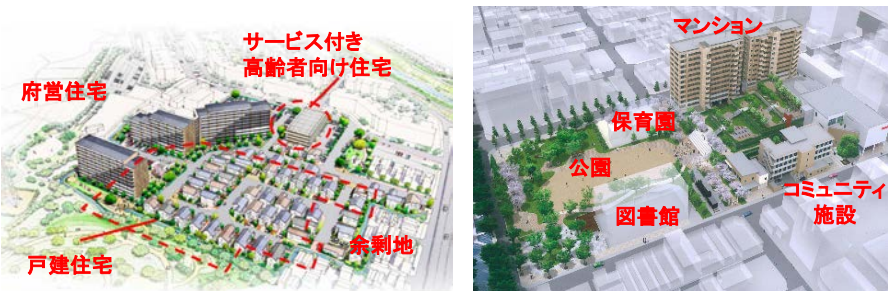 サービス付き
高齢者向け住宅
府営住宅
戸建住宅
余剰地
マンション
保育園
公園
図書館
コミュニティ
施設